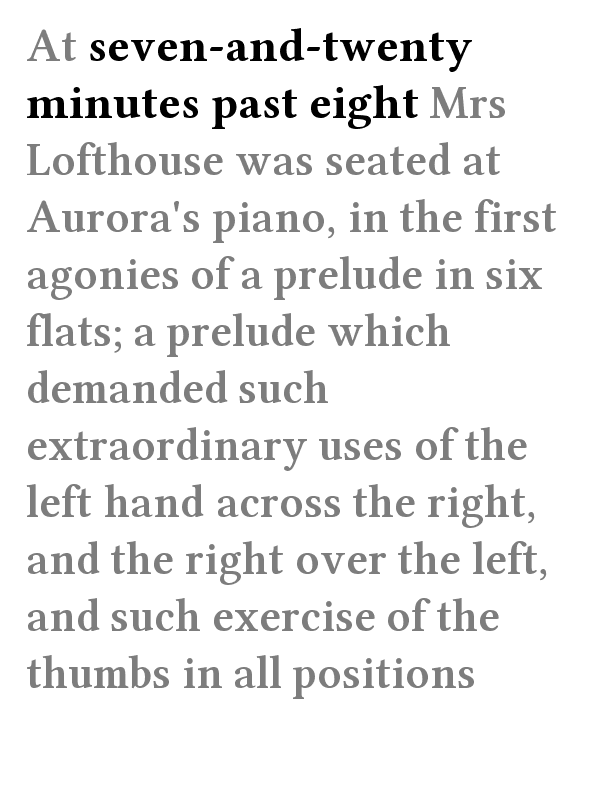 At seven-and-twenty
minutes past eight Mrs
Lofthouse was seated at
Aurora's piano, in the first
agonies of a prelude in six
flats; a prelude which
demanded such
extraordinary uses of the
left hand across the right,
and the right over the left,
and such exercise of the
thumbs in all positions